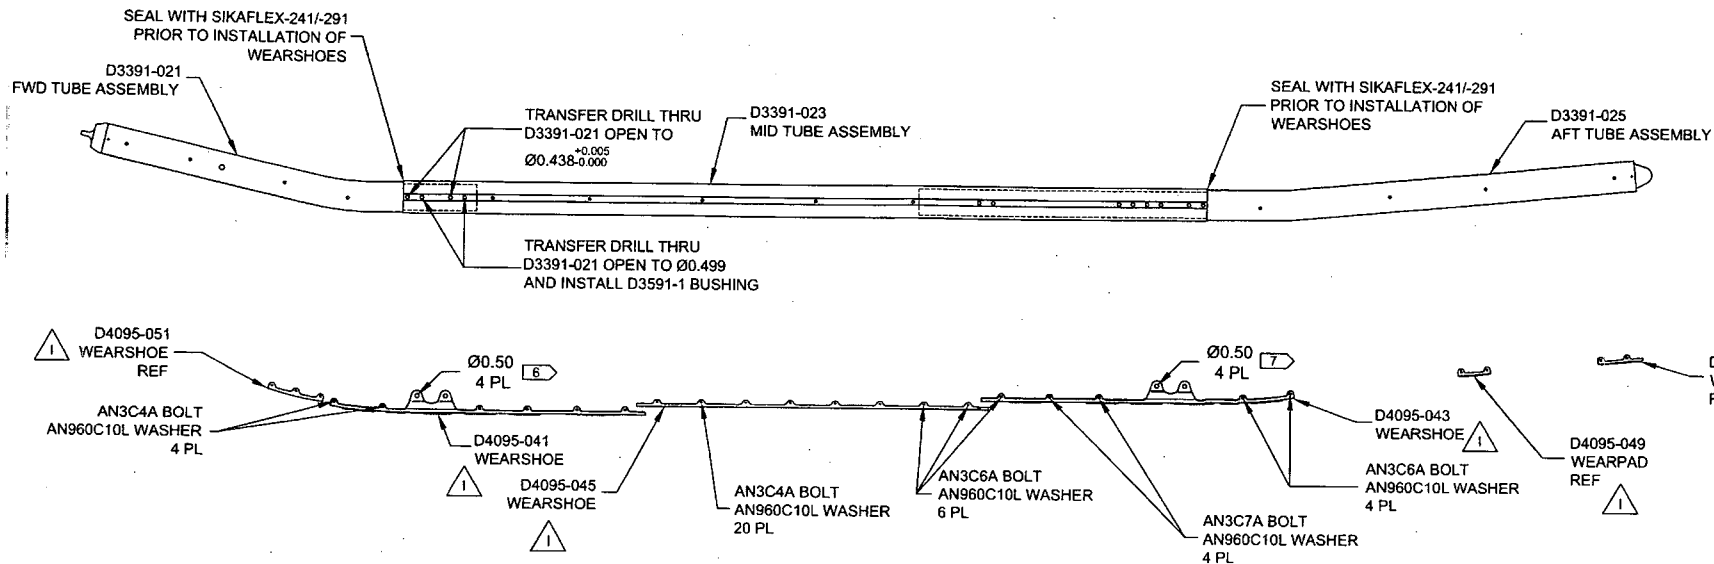 SEAL WITH SIKAFLEX-241/-291
PRIOR TO INSTALLATION OF
WEARSHOES
D3391-021
FWD TUBE ASSEMBLY
TRANSFER DRILL THRU
D3391-021 OPEN TO
Ø0.438 +0.005 -0.000
D3391-023
MID TUBE ASSEMBLY
SEAL WITH SIKAFLEX-241/-291
PRIOR TO INSTALLATION OF
WEARSHOES
D3391-025
AFT TUBE ASSEMBLY
TRANSFER DRILL THRU
D3391-021 OPEN TO Ø0.499
AND INSTALL D3591-1 BUSHING
D4095-051
WEARSHOE
REF
1
AN3C4A BOLT
AN960C10L WASHER
4 PL
Ø0.50
4 PL
6
D4095-041
WEARSHOE
1
D4095-045
WEARSHOE
1
AN3C4A BOLT
AN960C10L WASHER
20 PL
AN3C6A BOLT
AN960C10L WASHER
6 PL
Ø0.50
4 PL
7
AN3C7A BOLT
AN960C10L WASHER
4 PL
D4095-043
WEARSHOE
1
AN3C6A BOLT
AN960C10L WASHER
4 PL
D4095-049
WEARPAD
REF
1